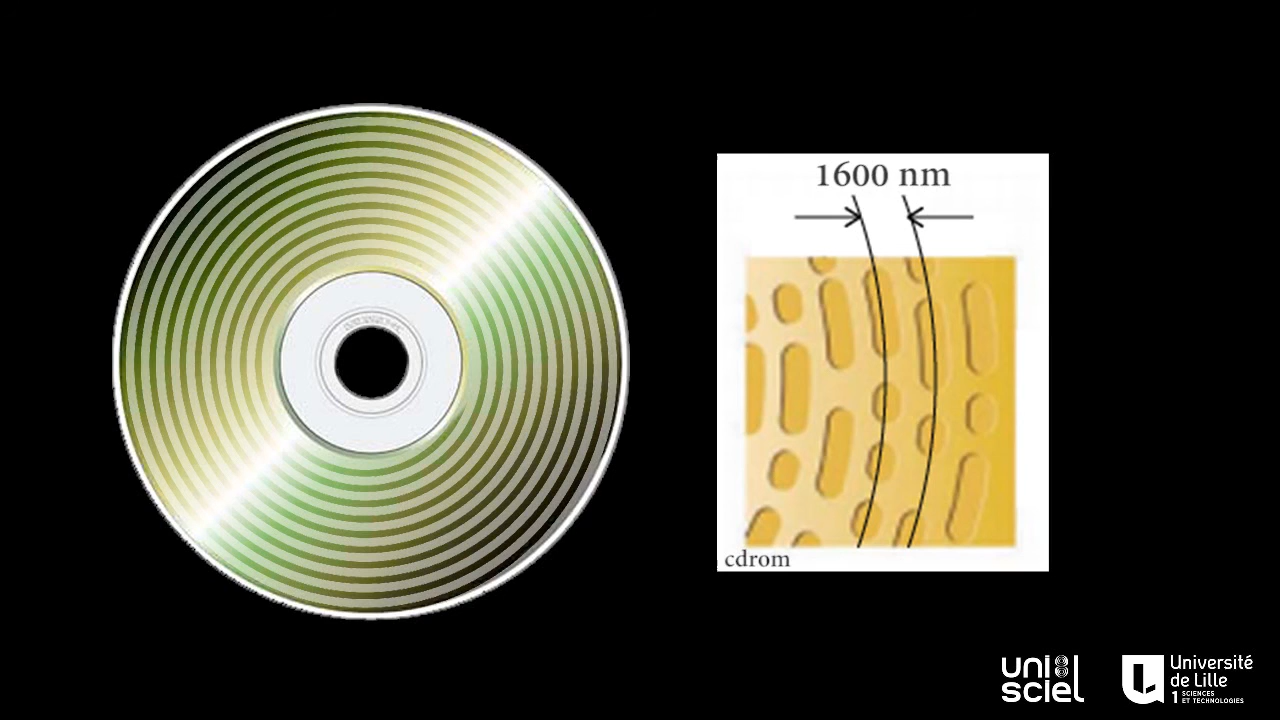 1600 nm
cdrom
uni
sciel
Université
de Lille
1 SCIENCES
ET TECHNOLOGIES